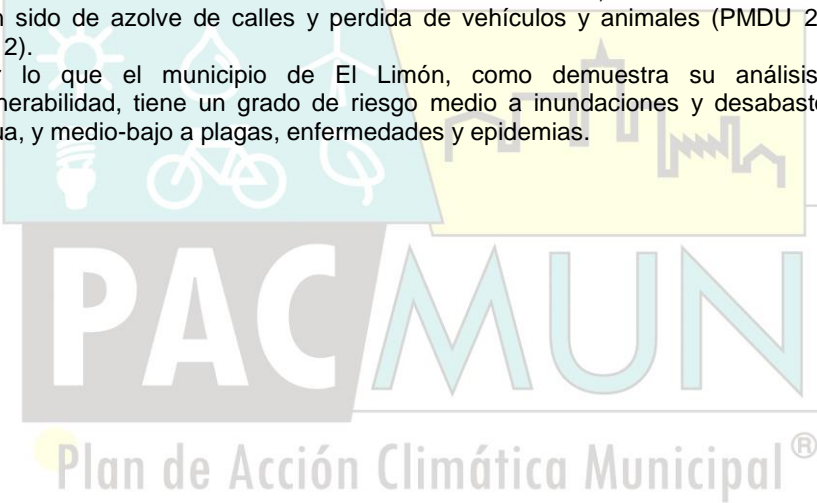 n sido de azolve de calles y perdida de vehículos y animales (PMDU 2
2).
r lo que el municipio de El Limón, como demuestra su análisis
nerabilidad, tiene un grado de riesgo medio a inundaciones y desabast
ua, y medio-bajo a plagas, enfermedades y epidemias.
PACMUN
Plan de Acción Climática Municipal®